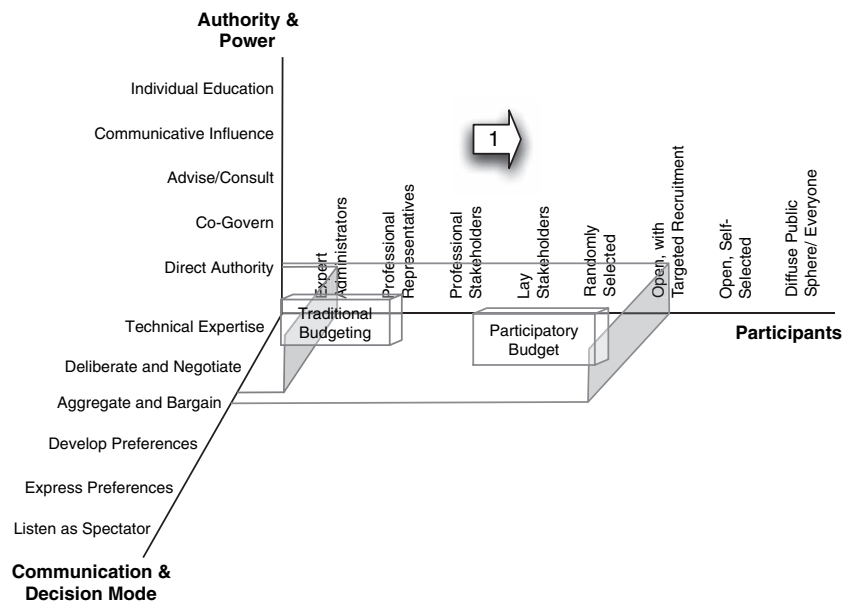 Authority &
Power
Individual Education
Communicative Influence
Advise/Consult
Co-Govern
Direct Authority
1
Expert
Administrators
Professional
Representatives
Professional
Stakeholders
Lay
Stakeholders
Randomly
Selected
Open, with
Targeted Recruitment
Open, Self-
Selected
Diffuse Public
Sphere/ Everyone
Traditional
Budgeting
Participatory
Budget
Participants
Technical Expertise
Deliberate and Negotiate
Aggregate and Bargain
Develop Preferences
Express Preferences
Listen as Spectator
Communication &
Decision Mode